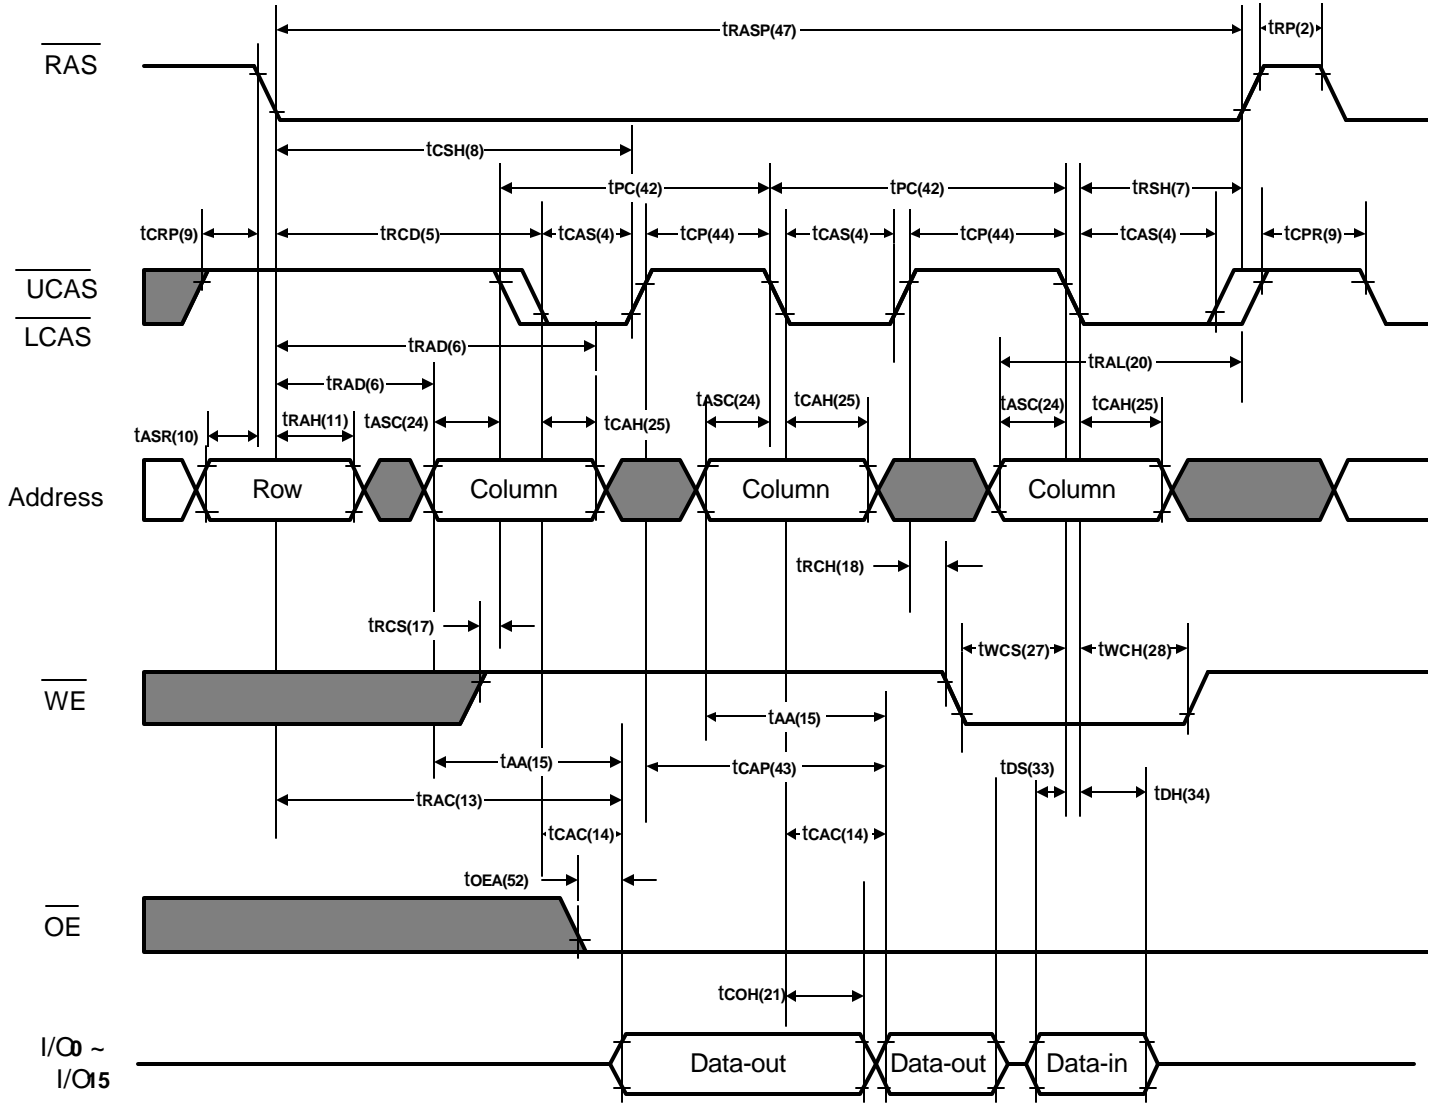 tRASP(47) tRP(2)
RAS
tCSH(8)
tPC(42) tPC(42) tRSH(7)
tCRP(9) tRCD(5) tCAS(4) tCP(44) tCAS(4) tCP(44) tCAS(4) tCPR(9)
UCAS
LCAS
tRAD(6)
tRAL(20)
tRAD(6)
tASC(24) tCAH(25) tASC(24) tCAH(25)
tASR(10) tRAH(11) tASC(24) tCAH(25)
Address Row Column Column Column
tRCH(18)
tRCS(17)
tWCS(27) tWCH(28)
WE
tAA(15)
tAA(15) tCAP(43) tDS(33)
tRAC(13) tDH(34)
tCAC(14) tCAC(14)
tOEA(52)
OE
tCOH(21)
I/O0 ~
I/O15
Data-out Data-out Data-in